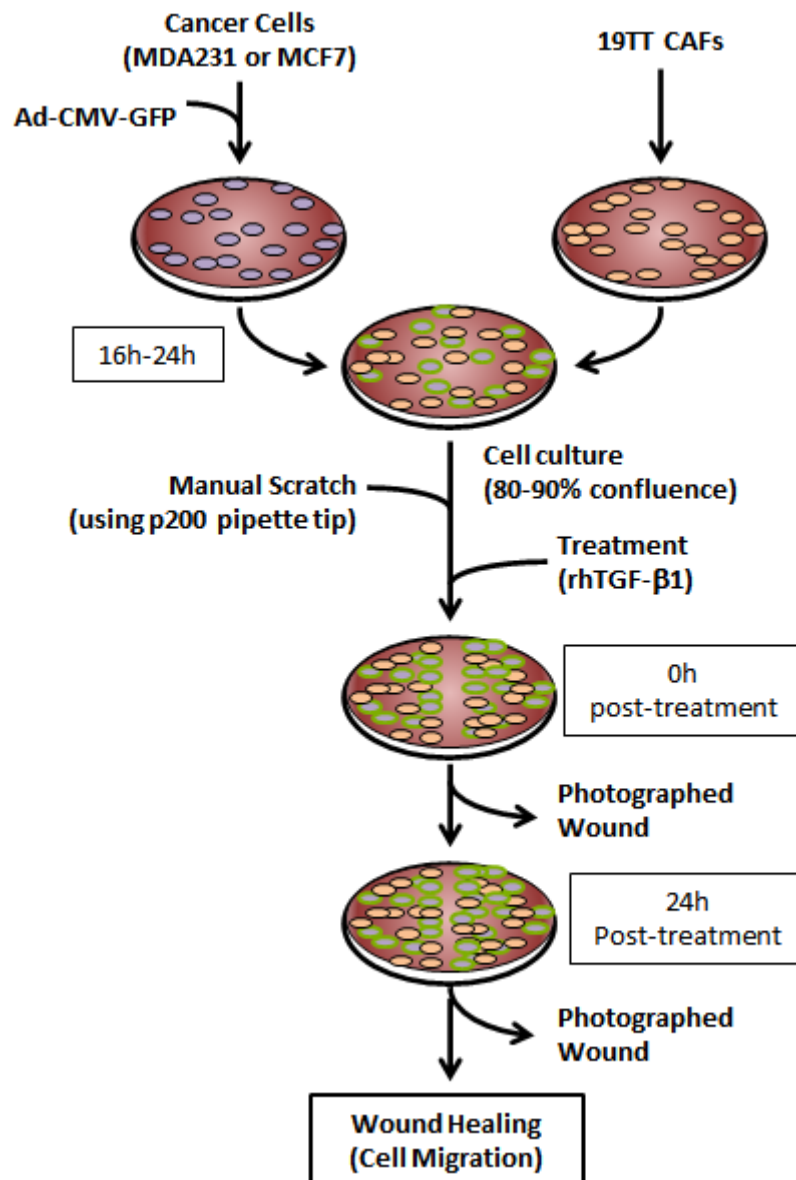 Cancer Cells
(MDA231 or MCF7)
19TT CAFs
Ad-CMV-GFP
16h-24h
Cell culture
(80-90% confluence)
Manual Scratch
(using p200 pipette tip)
Treatment
(rhTGF-β1)
0h
post-treatment
Photographed
Wound
24h
Post-treatment
Photographed
Wound
Wound Healing
(Cell Migration)